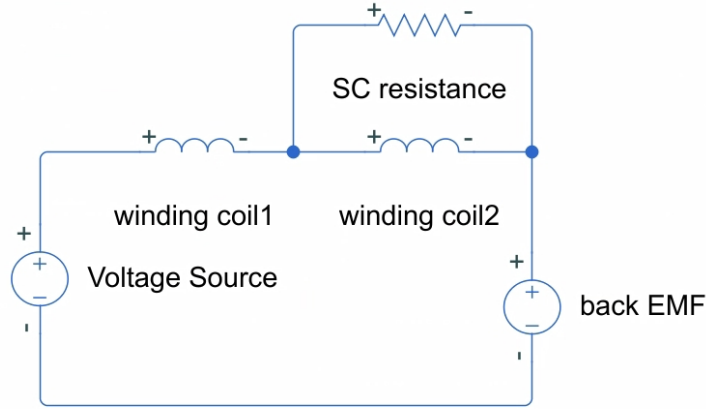 SC resistance
winding coil1
winding coil2
Voltage Source
back EMF